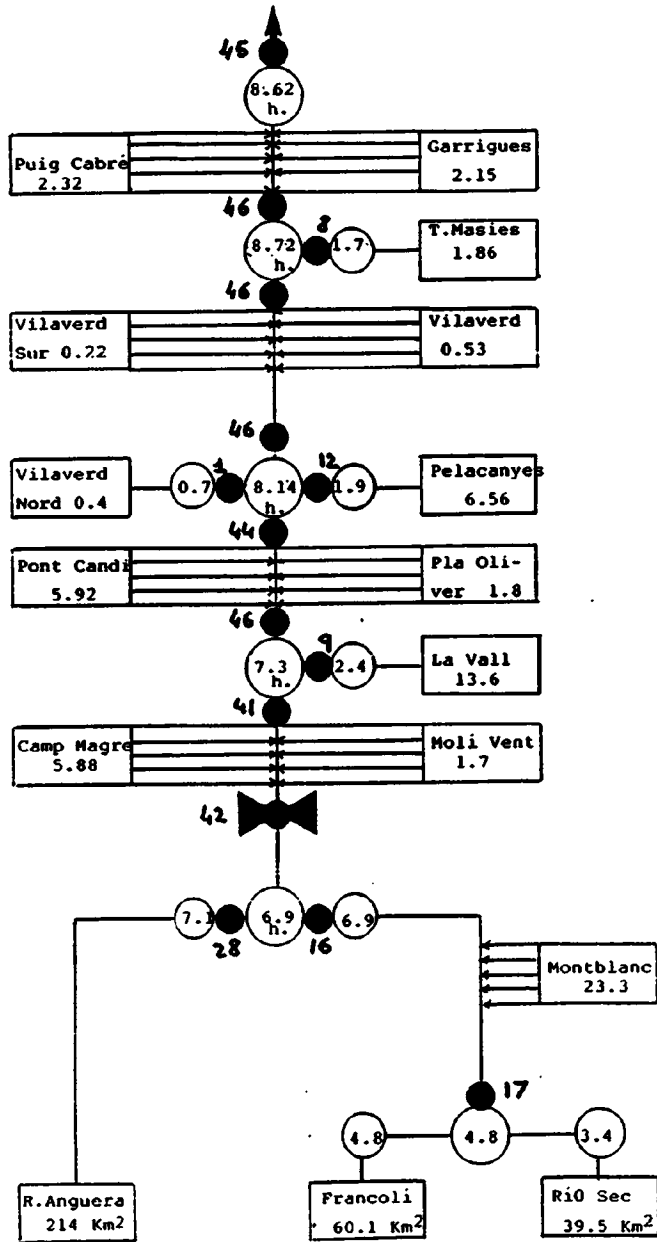 45
8.62
h.
Puig Cabré
2.32
Garrigues
2.15
46
8
8.72
h.
1.7
T.Masies
1.86
46
Vilaverd
Sur 0.22
Vilaverd
0.53
46
Vilaverd
Nord 0.4
0.7
1
8.14
h.
12
1.9
Pelacanyes
6.56
44
Pont Candi
5.92
Pla Oli-
ver 1.8
46
7.3
h.
9
2.4
La Vall
13.6
41
Camp Magre
5.88
Molí Vent
1.7
42
7.1
28
6.9
h.
16
6.9
Montblanc
23.3
17
4.8
4.8
3.4
R.Anguera
214 Km²
Francolí
60.1 Km²
RíO Sec
39.5 Km²